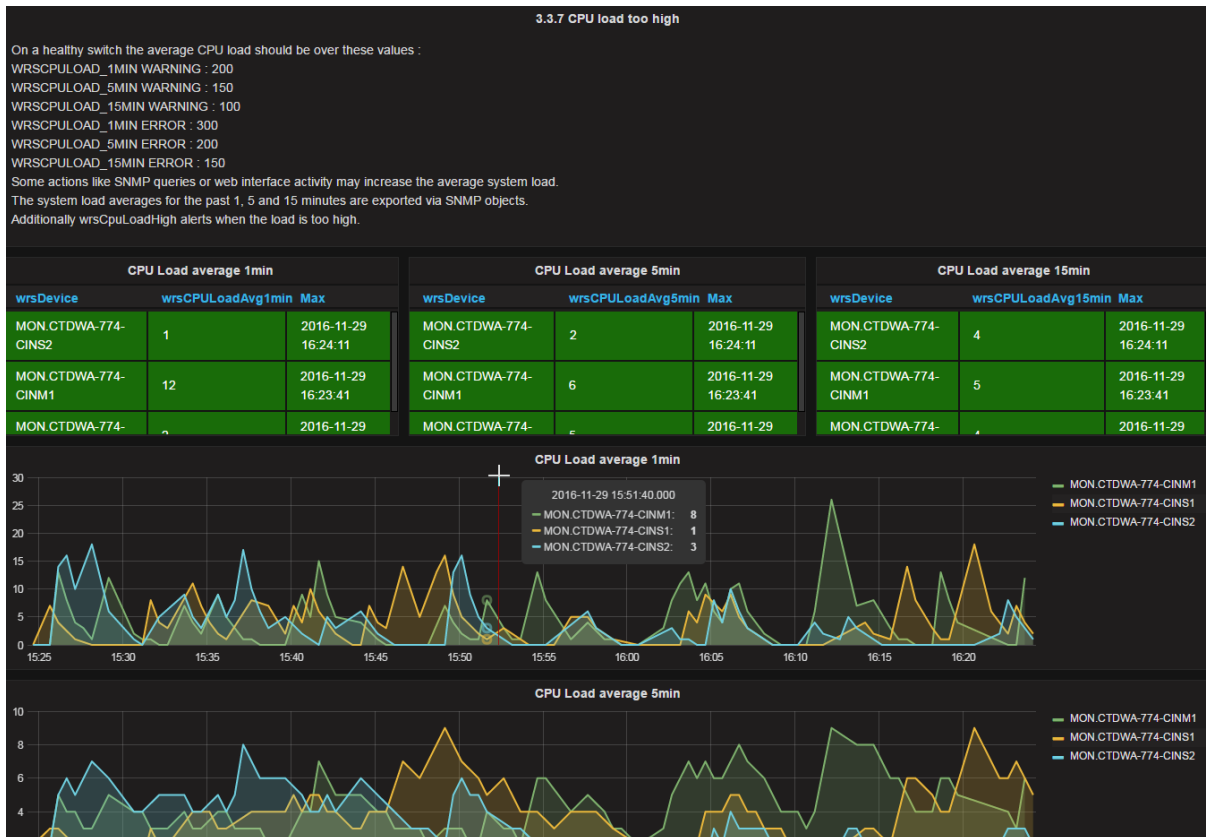 3.3.7 CPU load too high
On a healthy switch the average CPU load should be over these values :
WRSCPULOAD_1MIN WARNING : 200
WRSCPULOAD_5MIN WARNING : 150
WRSCPULOAD_15MIN WARNING : 100
WRSCPULOAD_1MIN ERROR : 300
WRSCPULOAD_5MIN ERROR : 200
WRSCPULOAD_15MIN ERROR : 150
Some actions like SNMP queries or web interface activity may increase the average system load.
The system load averages for the past 1, 5 and 15 minutes are exported via SNMP objects.
Additionally wrsCpuLoadHigh alerts when the load is too high.
CPU Load average 1min
wrsDevice wrsCPULoadAvg1min Max
MON.CTDWA-774- 2016-11-29
CINS2 1 16:24:11
MON.CTDWA-774- 2016-11-29
CINM1 12 16:23:41
MON.CTDWA-774- 2016-11-29
CPU Load average 5min
wrsDevice wrsCPULoadAvg5min Max
MON.CTDWA-774- 2016-11-29
CINS2 2 16:24:11
MON.CTDWA-774- 2016-11-29
CINM1 6 16:23:41
MON.CTDWA-774- 2016-11-29
CPU Load average 15min
wrsDevice wrsCPULoadAvg15min Max
MON.CTDWA-774- 2016-11-29
CINS2 4 16:24:11
MON.CTDWA-774- 2016-11-29
CINM1 5 16:23:41
MON.CTDWA-774- 2016-11-29
CPU Load average 1min
30
25
20
15
10
5
0
15:25 15:30 15:35 15:40 15:45 15:50 15:55 16:00 16:05 16:10 16:15 16:20
2016-11-29 15:51:40.000
MON.CTDWA-774-CINM1: 8
MON.CTDWA-774-CINS1: 1
MON.CTDWA-774-CINS2: 3
MON.CTDWA-774-CINM1
MON.CTDWA-774-CINS1
MON.CTDWA-774-CINS2
CPU Load average 5min
10
8
6
4
MON.CTDWA-774-CINM1
MON.CTDWA-774-CINS1
MON.CTDWA-774-CINS2